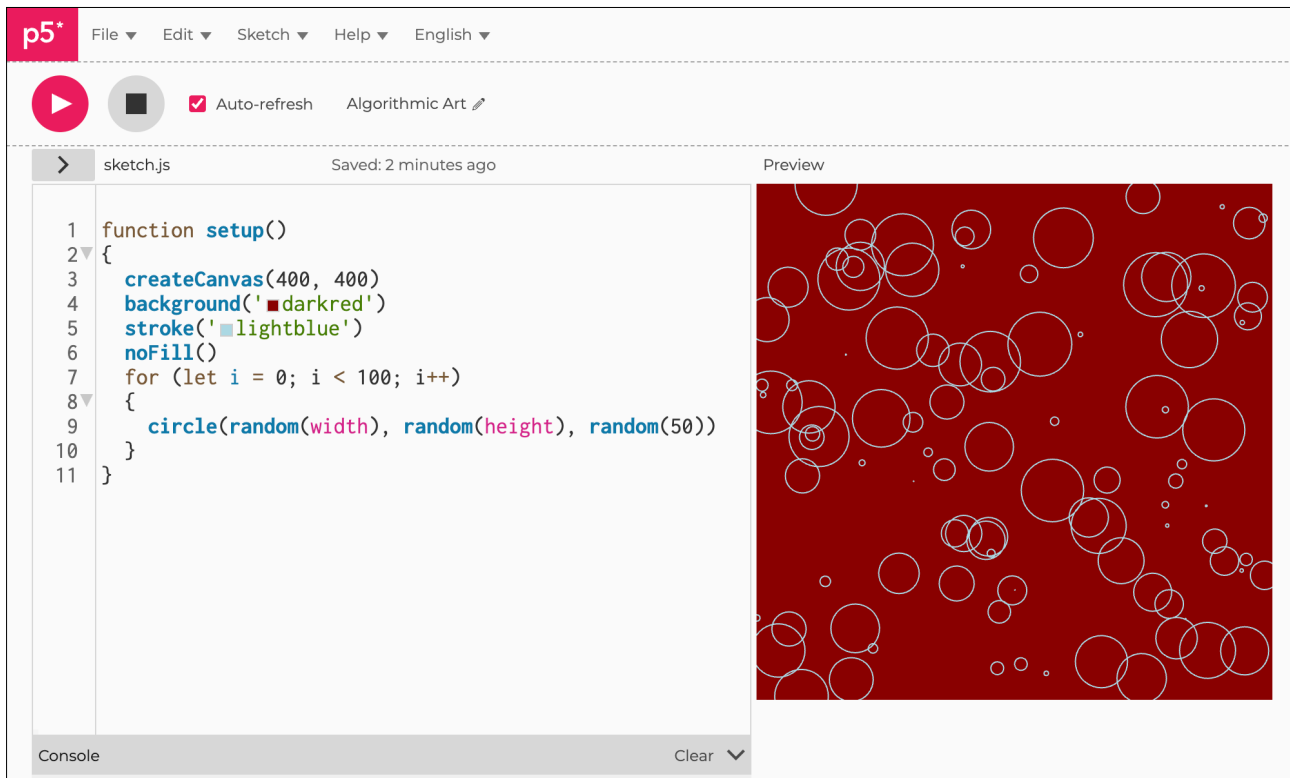 p5*
File Edit Sketch Help English
Auto-refresh Algorithmic Art
sketch.js Saved: 2 minutes ago Preview
1 function setup()
2 {
3 createCanvas(400, 400)
4 background('darkred')
5 stroke('lightblue')
6 noFill()
7 for (let i = 0; i < 100; i++)
8 {
9 circle(random(width), random(height), random(50))
10 }
11 }
Console Clear